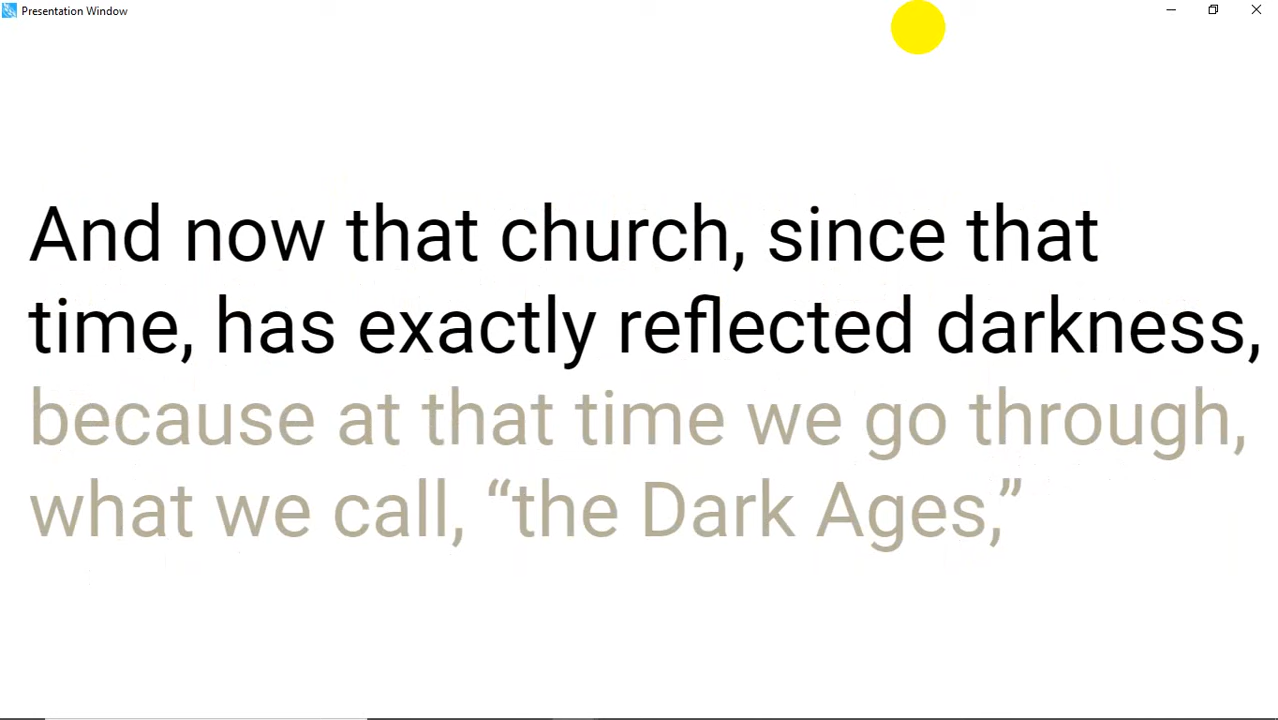 Presentation Window
And now that church, since that
time, has exactly reflected darkness,
because at that time we go through,
what we call, “the Dark Ages,”